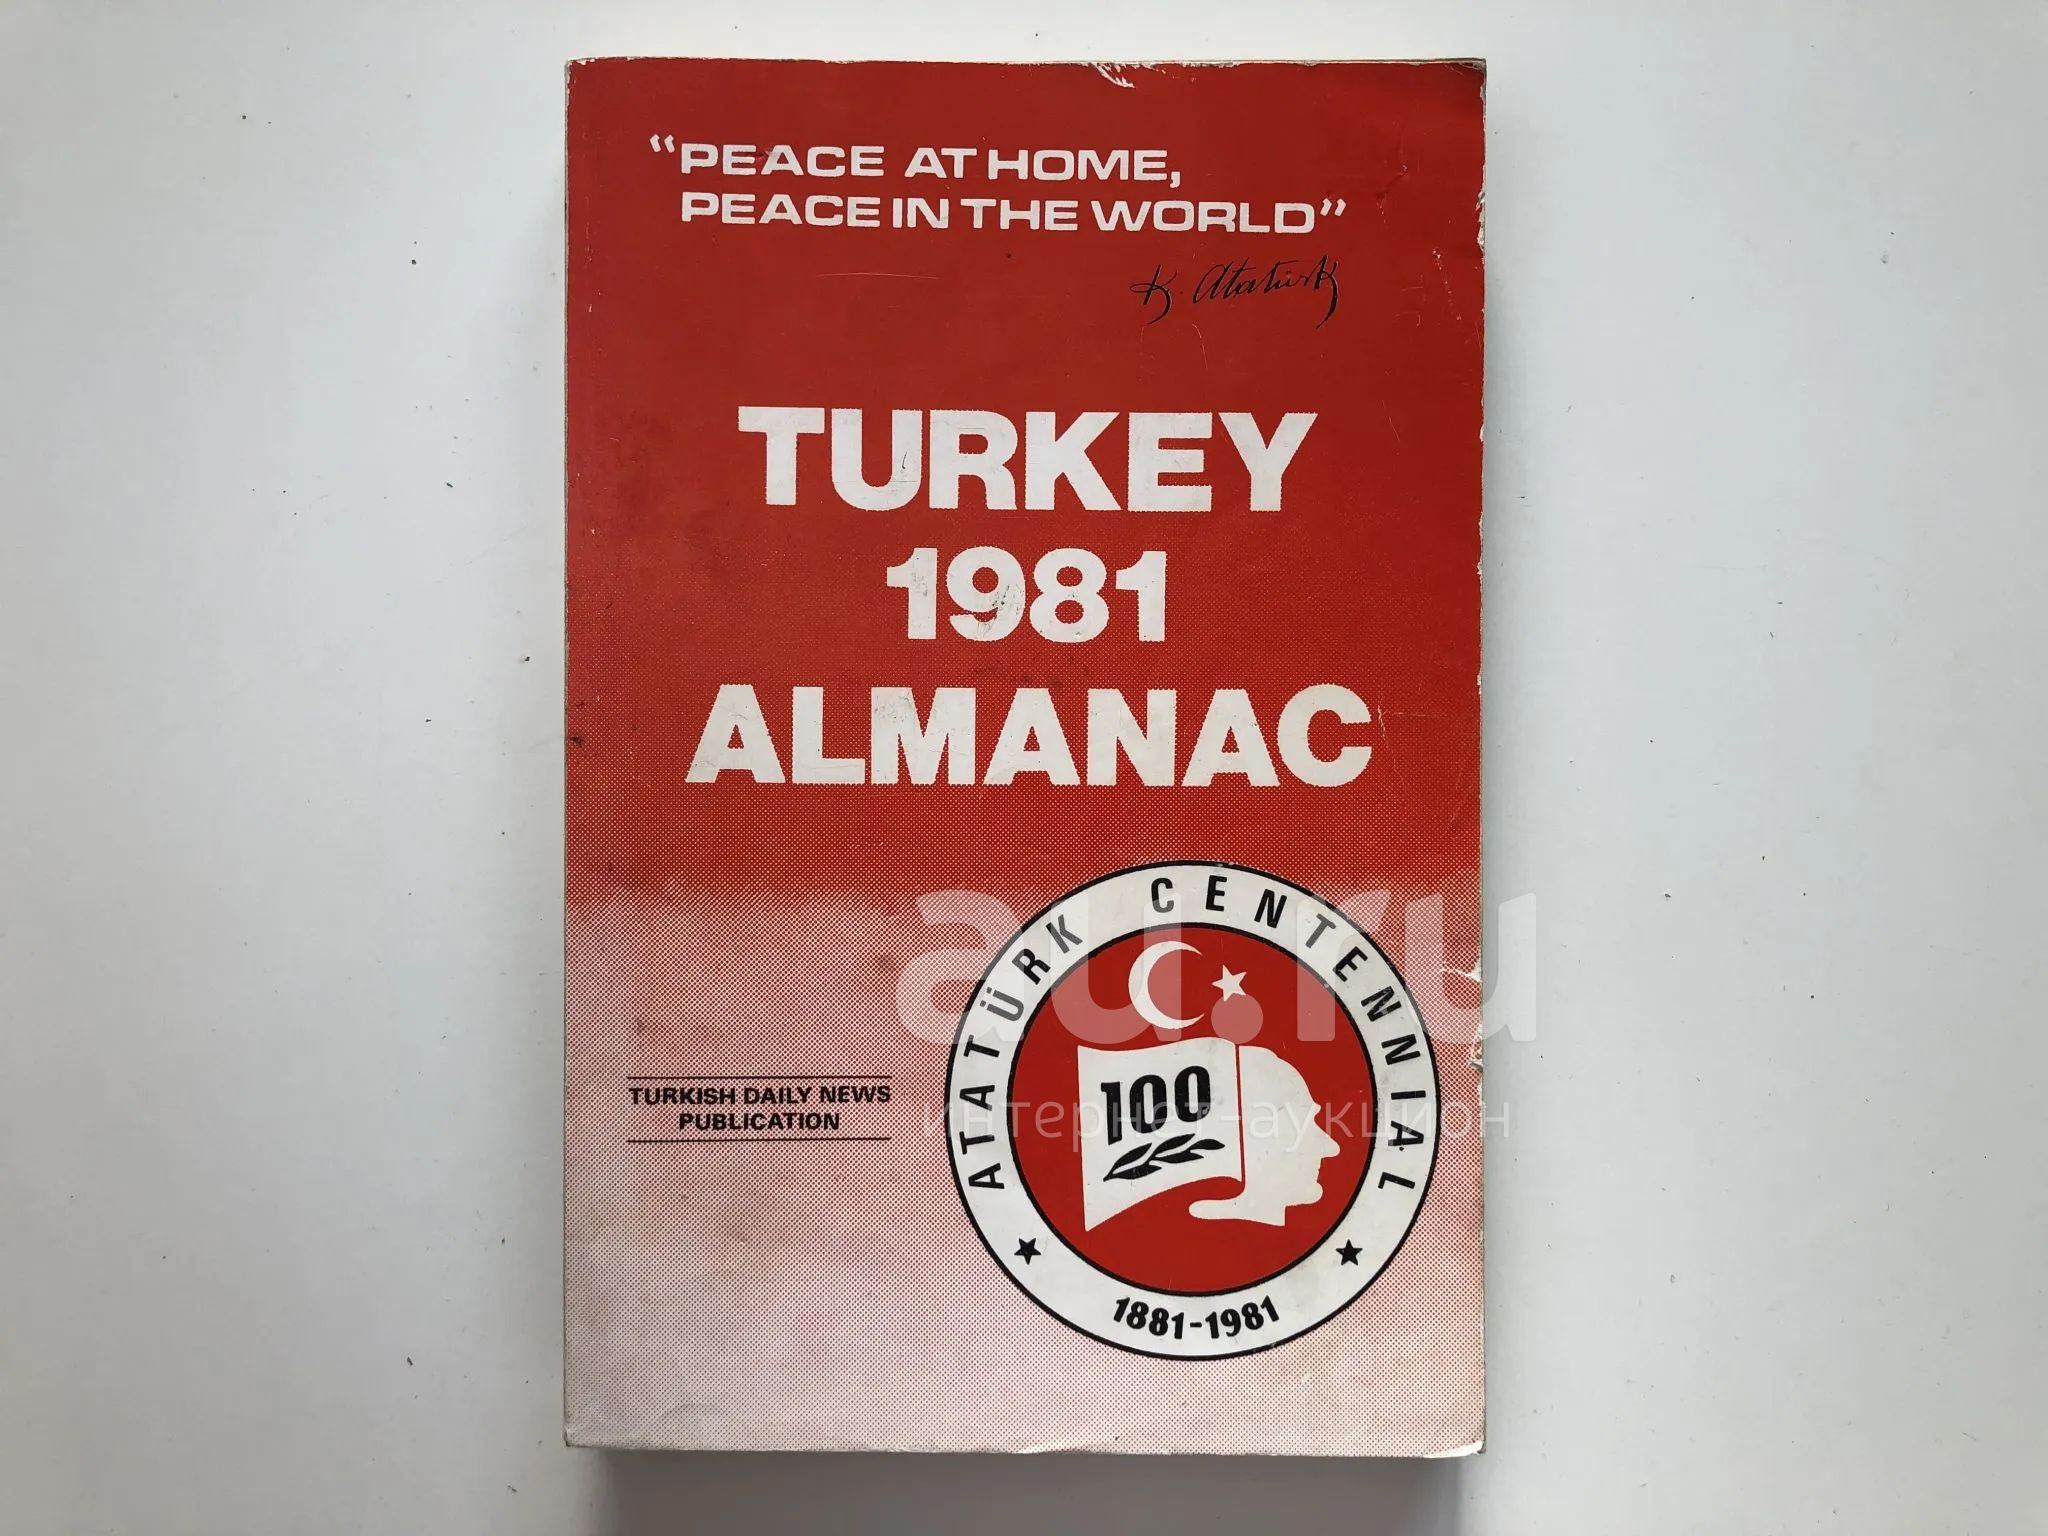 “PEACE AT HOME,
PEACE IN THE WORLD”
K. Atatürk
TURKEY
1981
ALMANAC
ATATÜRK CENTENNIAL
100
1881-1981
TURKISH DAILY NEWS
PUBLICATION
au.ru
интернет-аукцион